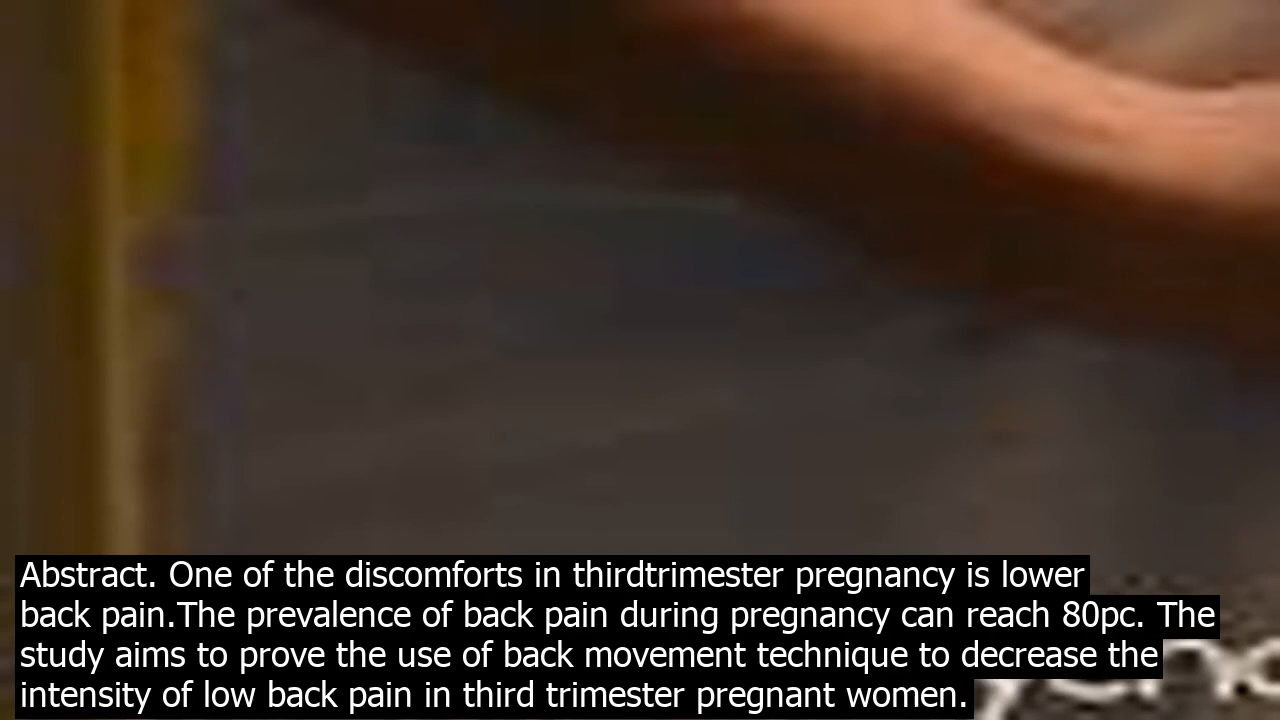 Abstract. One of the discomforts in thirdtrimester pregnancy is lower
back pain.The prevalence of back pain during pregnancy can reach 80pc. The
study aims to prove the use of back movement technique to decrease the
intensity of low back pain in third trimester pregnant women.